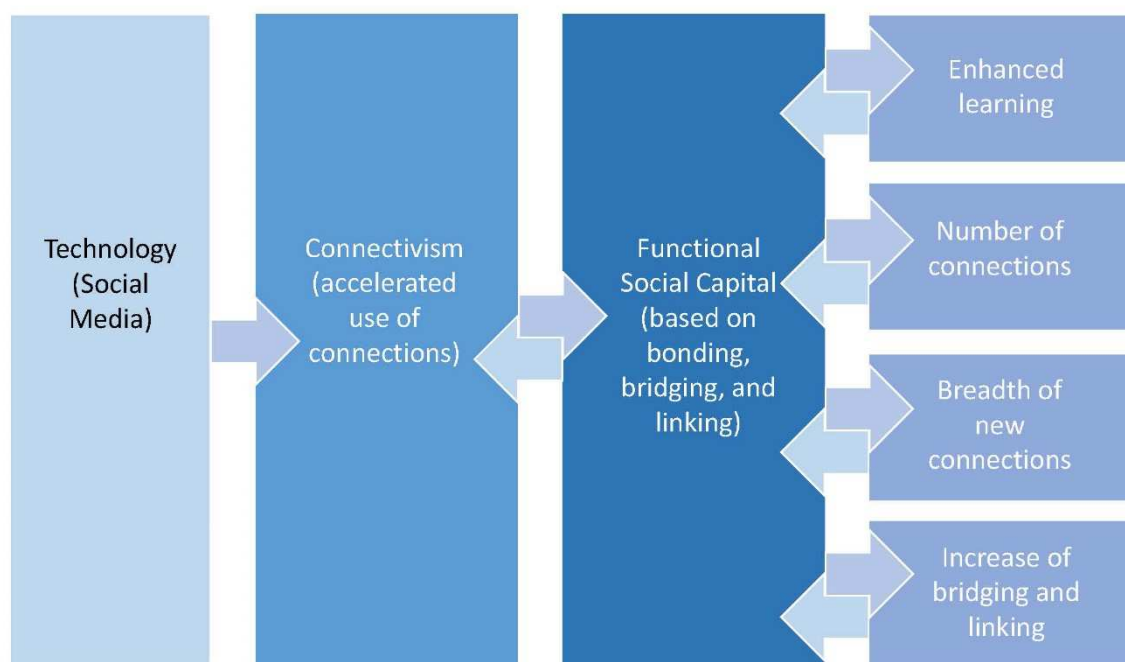 Technology
(Social
Media)
Connectivism
(accelerated
use of
connections)
Functional
Social Capital
(based on
bonding,
bridging, and
linking)
Enhanced
learning
Number of
connections
Breadth of
new
connections
Increase of
bridging and
linking